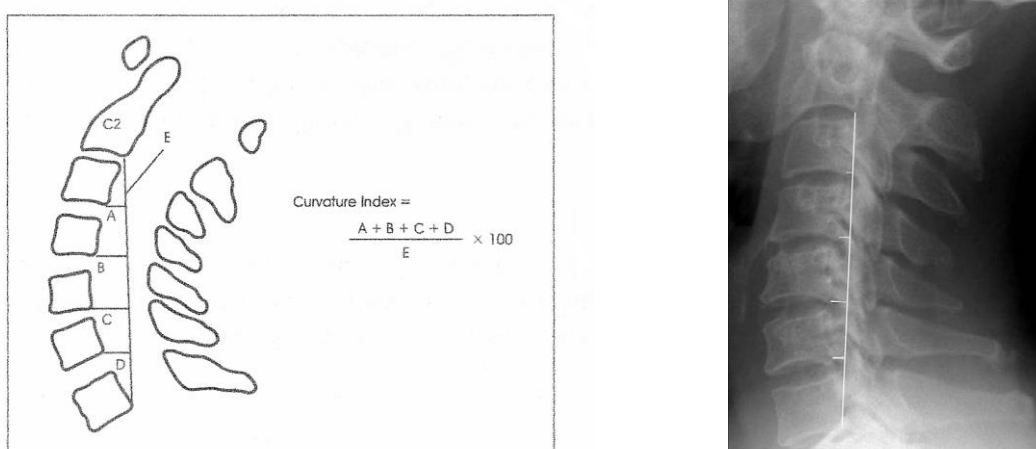 C2
E
A
B
C
D
Curvature Index =
A + B + C + D
E
× 100